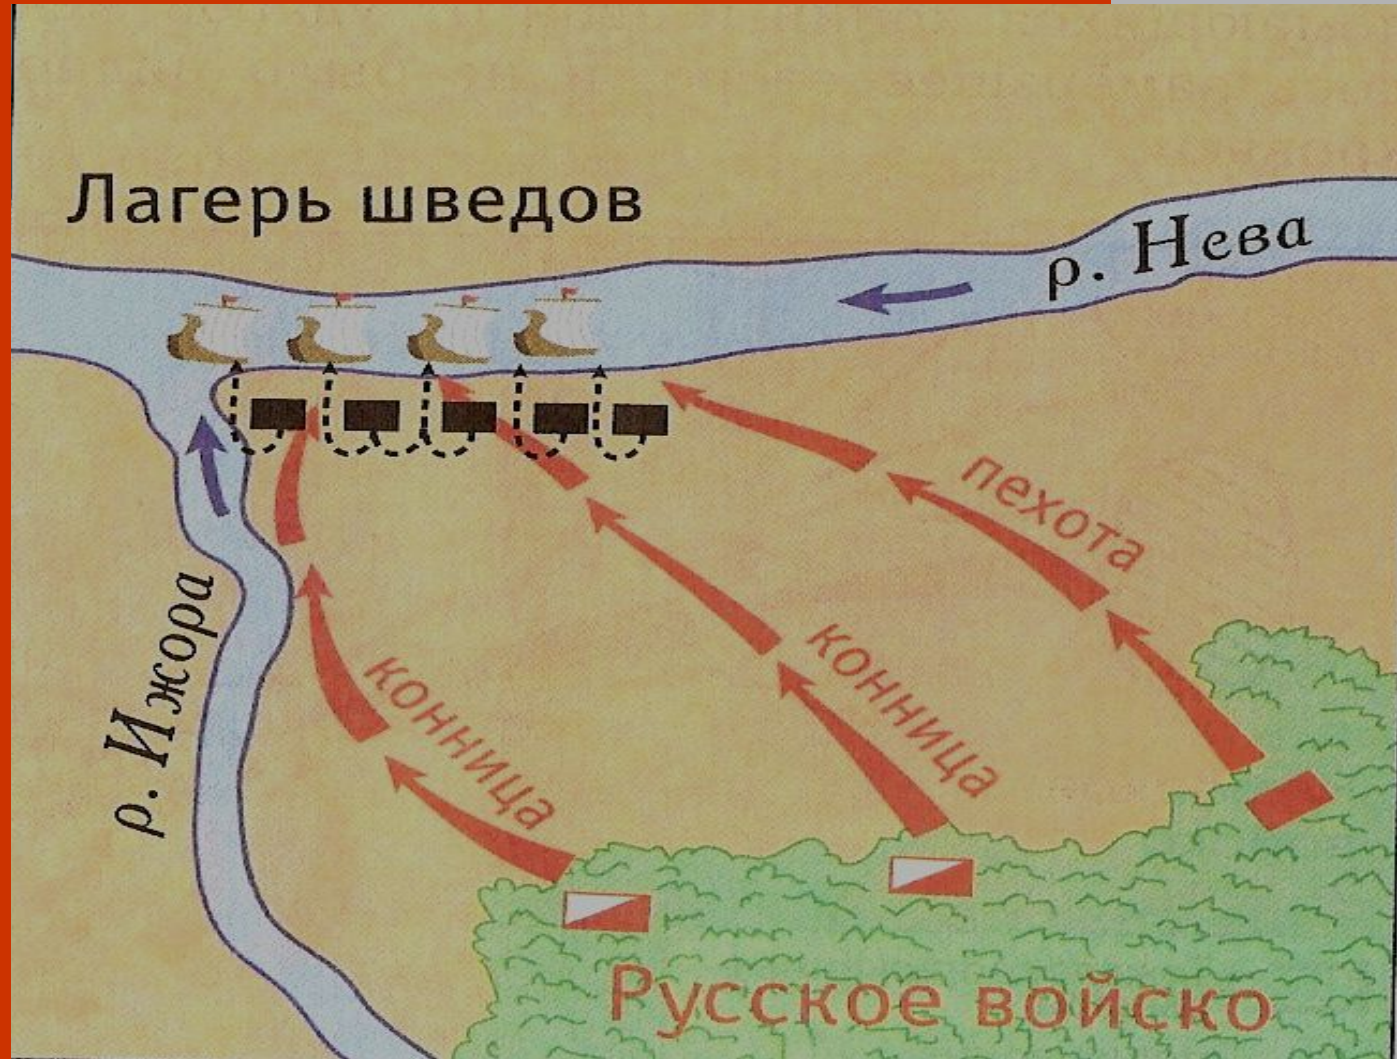 Лагерь шведов
р. Нева
пехота
р. Ижора
конница
конница
Русское войско